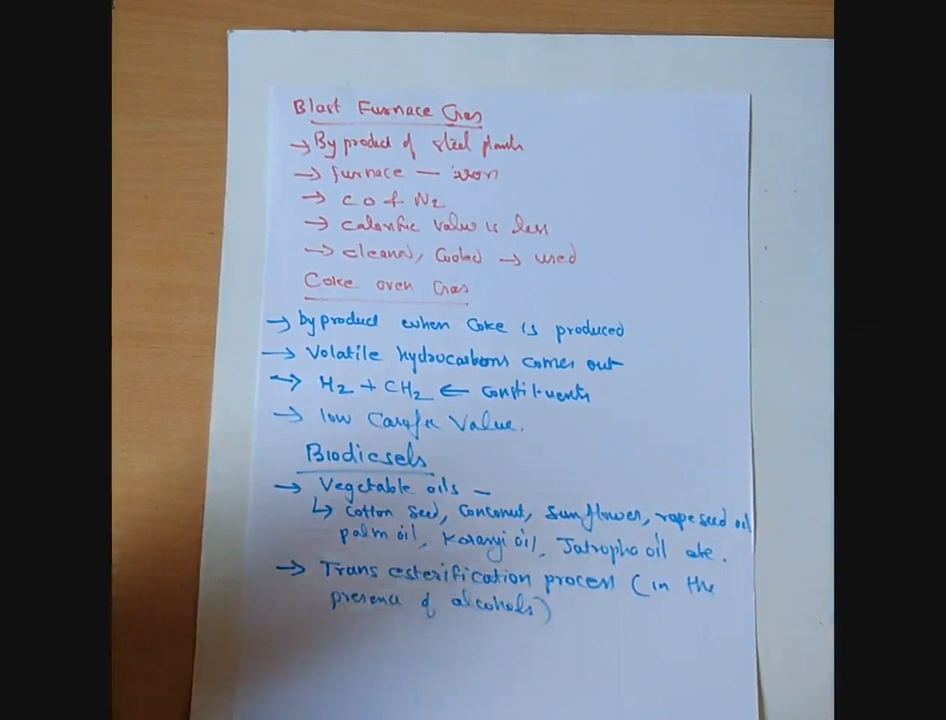 Blast Furnace Gas
→ By product of steel plants
→ furnace — iron
→ CO & N2
→ calorific value is less
→ cleaned, cooled → used
Coke oven Gas
→ by product when coke is produced
→ Volatile hydrocarbons comes out
→ H2 + CH2 ← constituents
→ low Value.
Biodiesels
→ Vegetable oils —
↳ cotton seed, conconut, sunflower, rapeseed oil
palm oil, Karanji oil, Jatropha oil etc.
→ Trans esterification process (in the
presence of alcohols)